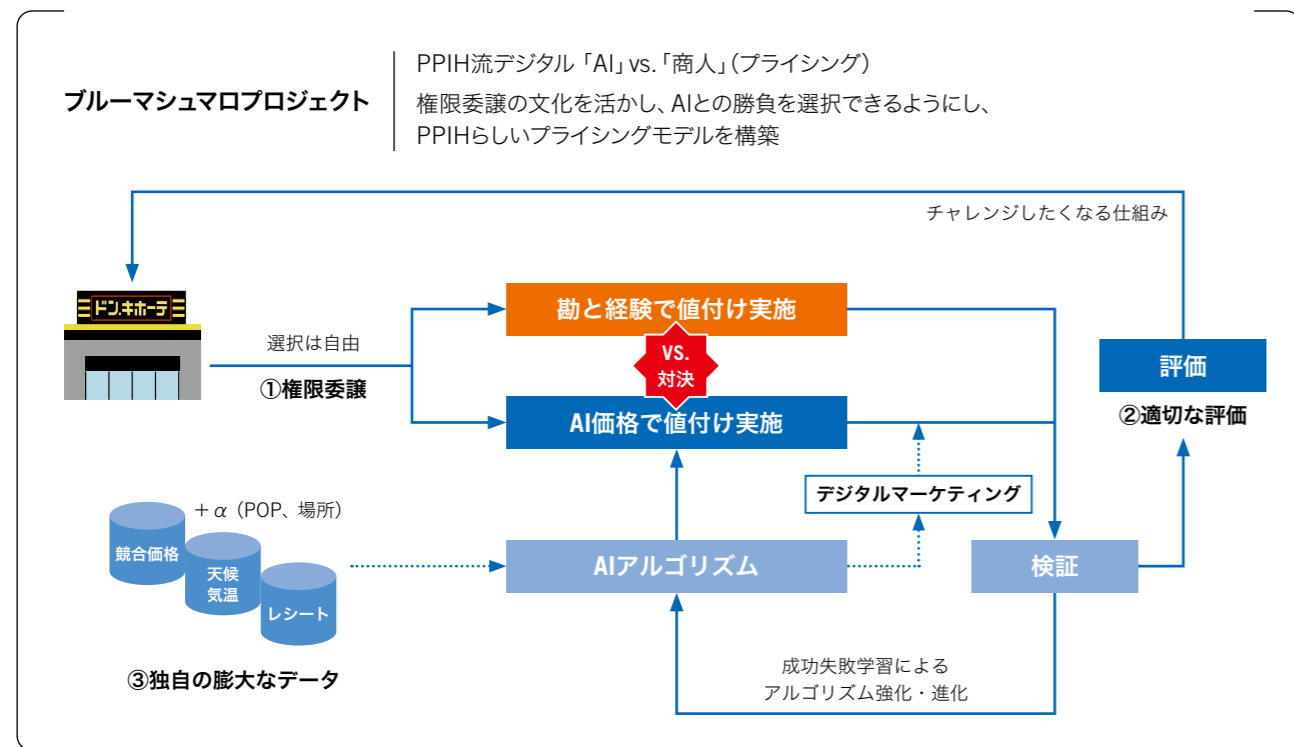 ブルーマシュマロプロジェクト
PPIH流デジタル「AI」vs.「商人」(プライシング)
権限委譲の文化を活かし、AIとの勝負を選択できるようにし、
PPIHらしいプライシングモデルを構築
チャレンジしたくなる仕組み
ドン.キホーテ
選択は自由
①権限委譲
勘と経験で値付け実施
VS.
対決
AI価格で値付け実施
評価
②適切な評価
デジタルマーケティング
+α(POP、場所)
競合価格
天候
気温
レシート
AIアルゴリズム
検証
③独自の膨大なデータ
成功失敗学習による
アルゴリズム強化・進化